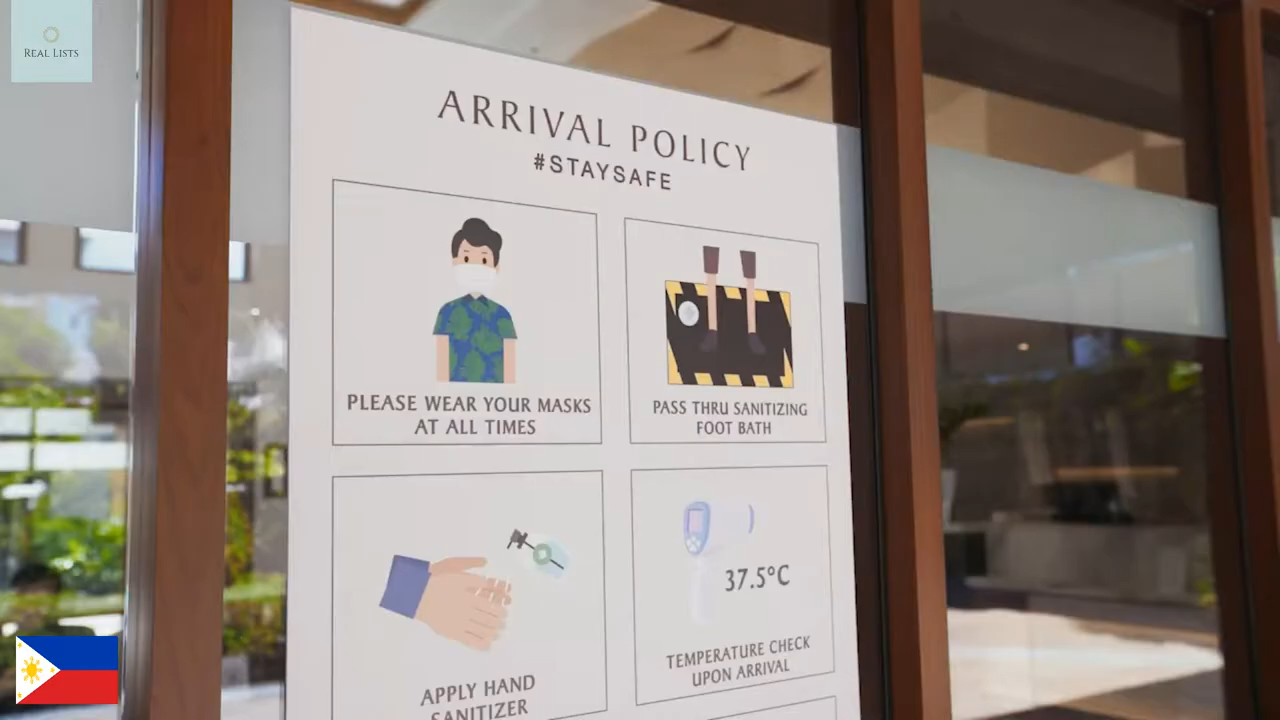 REAL LISTS
ARRIVAL POLICY
#STAYSAFE
PLEASE WEAR YOUR MASKS
AT ALL TIMES
PASS THRU SANITIZING
FOOT BATH
37.5°C
APPLY HAND
SANITIZER
TEMPERATURE CHECK
UPON ARRIVAL